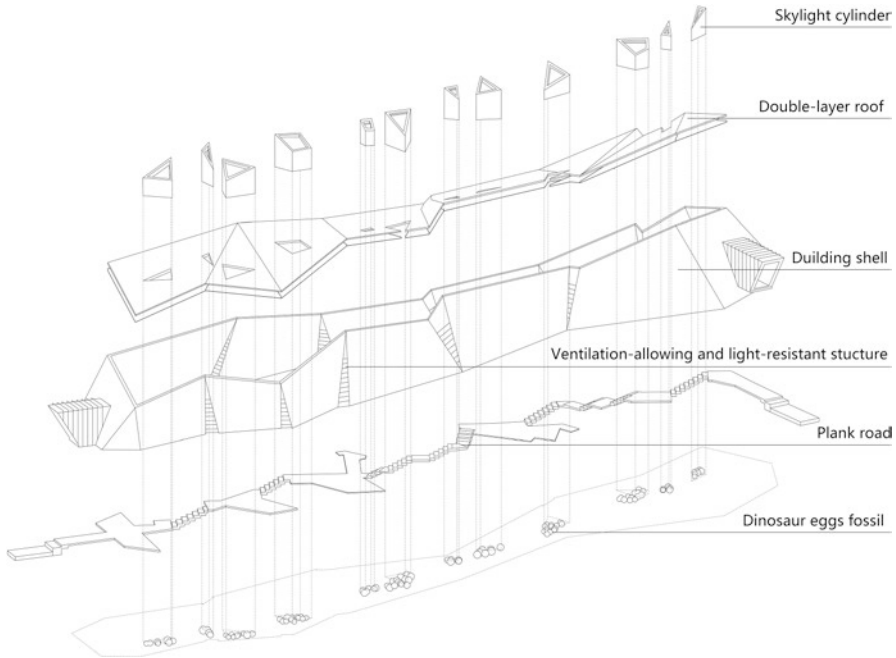 Skylight cylinder
Double-layer roof
Duilding shell
Ventilation-allowing and light-resistant stucture
Plank road
Dinosaur eggs fossil